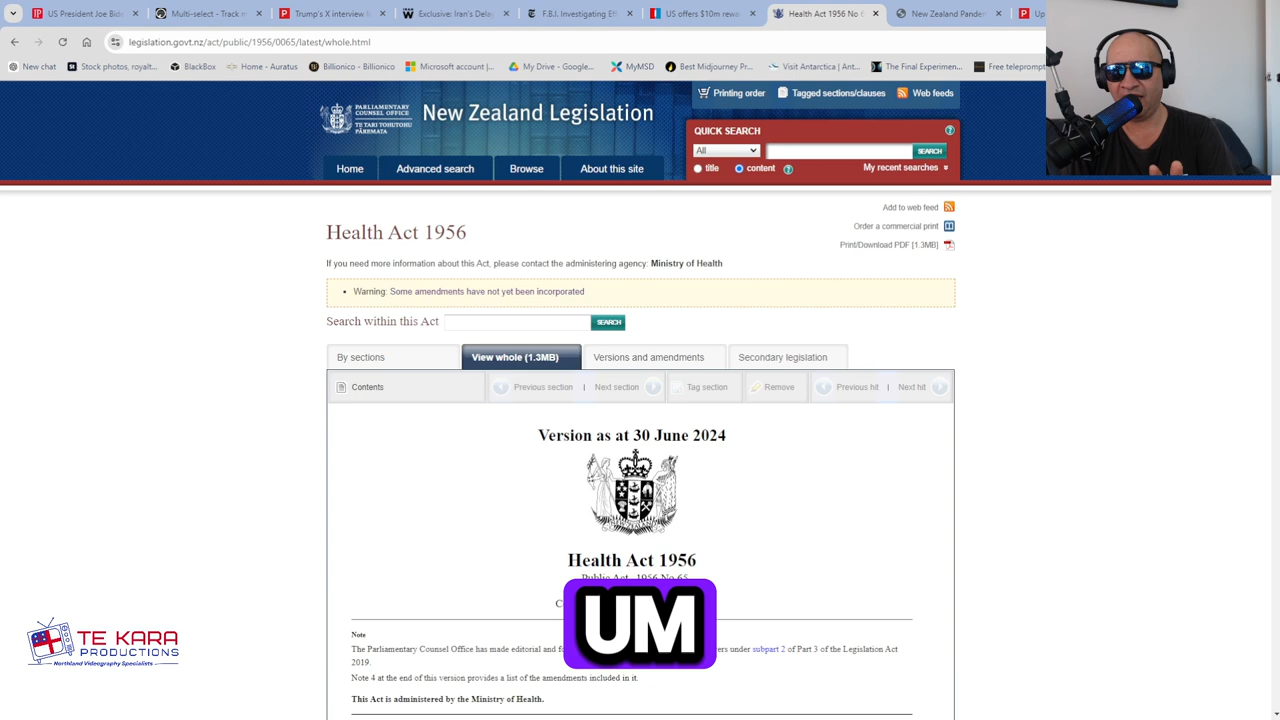 US President Joe Bid
Multi-select - Track m
Trump's X interview
Exclusive: Iran's Dela
F.B.I. Investigating Ef
US offers $10m rewa
Health Act 1956 No 6
New Zealand Pandem
Up
legislation.govt.nz/act/public/1956/0065/latest/whole.html
New chat
Stock photos, royalt...
BlackBox
Home - Auratus
Billionico - Billionico
Microsoft account |...
My Drive - Google...
MyMSD
Best Midjourney Pr...
Visit Antarctica | Ant...
The Final Experimen...
Free teleprompt
PARLIAMENTARY
COUNSEL OFFICE
TE TARI TOHUTOHU
PĀREMATA
New Zealand Legislation
Printing order
Tagged sections/clauses
Web feeds
QUICK SEARCH
All
SEARCH
title
content
My recent searches
Home
Advanced search
Browse
About this site
Add to web feed
Order a commercial print
Print/Download PDF [1.3MB]
Health Act 1956
If you need more information about this Act, please contact the administering agency: Ministry of Health
Warning: Some amendments have not yet been incorporated
Search within this Act
SEARCH
By sections
View whole (1.3MB)
Versions and amendments
Secondary legislation
Contents
Previous section
Next section
Tag section
Remove
Previous hit
Next hit
Version as at 30 June 2024
Health Act 1956
Public Act 1956 No 65
UM
TE KARA
PRODUCTIONS
Northland Videography Specialists
Note
The Parliamentary Counsel Office has made editorial and under subpart 2 of Part 3 of the Legislation Act
2019.
Note 4 at the end of this version provides a list of the amendments included in it.
This Act is administered by the Ministry of Health.